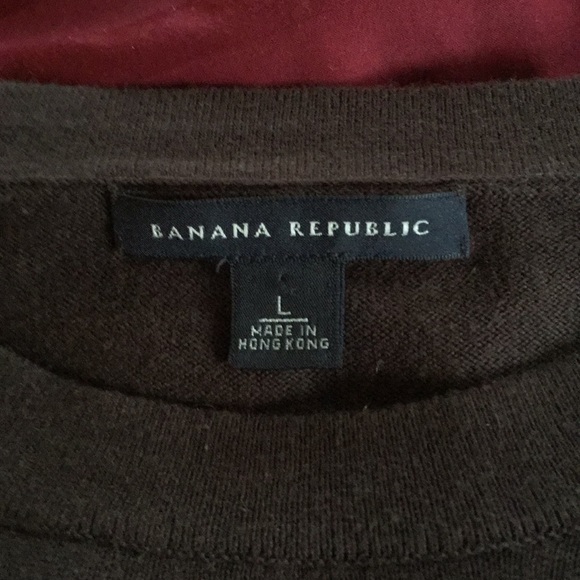 BANANA REPUBLIC
L
MADE IN
HONG KONG